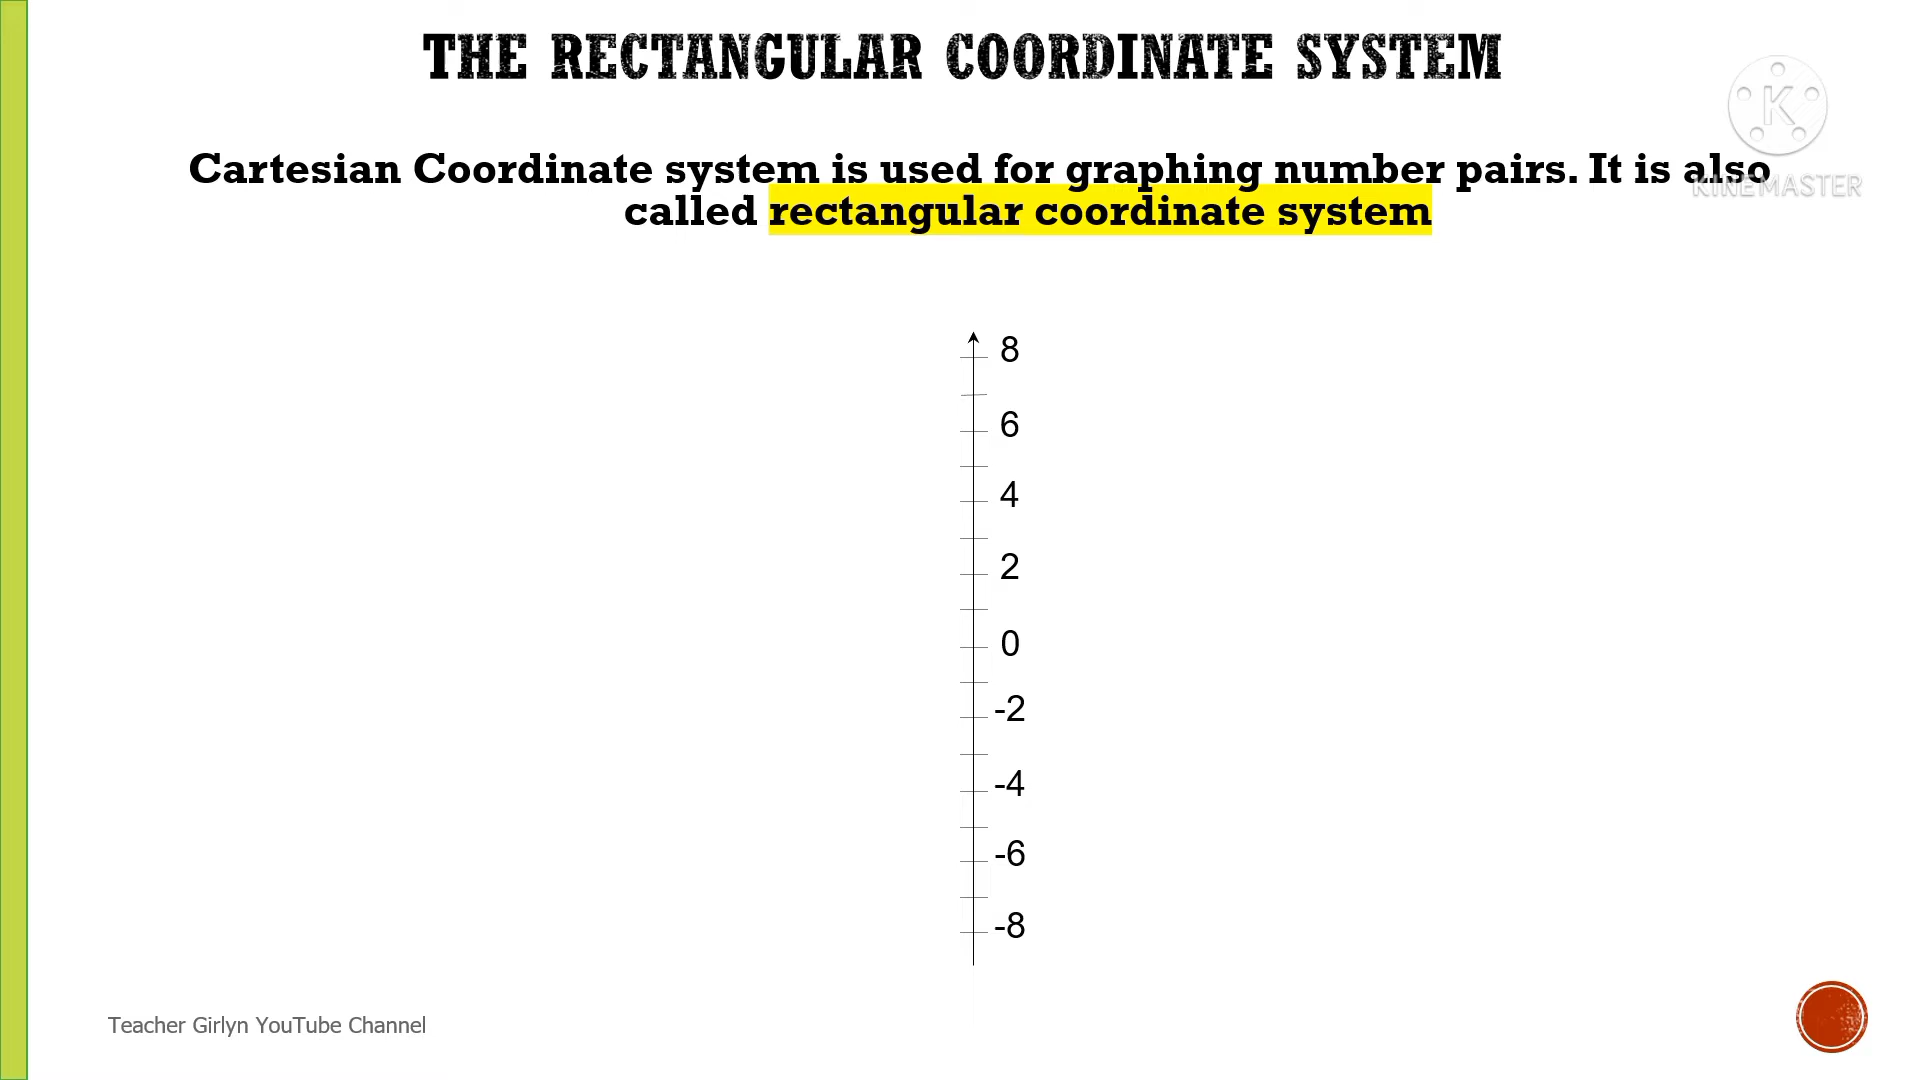 THE RECTANGULAR COORDINATE SYSTEM
K
Cartesian Coordinate system is used for graphing number pairs. It is also
KINEMASTER
called rectangular coordinate system
8
6
4
2
0
-2
-4
-6
-8
Teacher Girlyn YouTube Channel